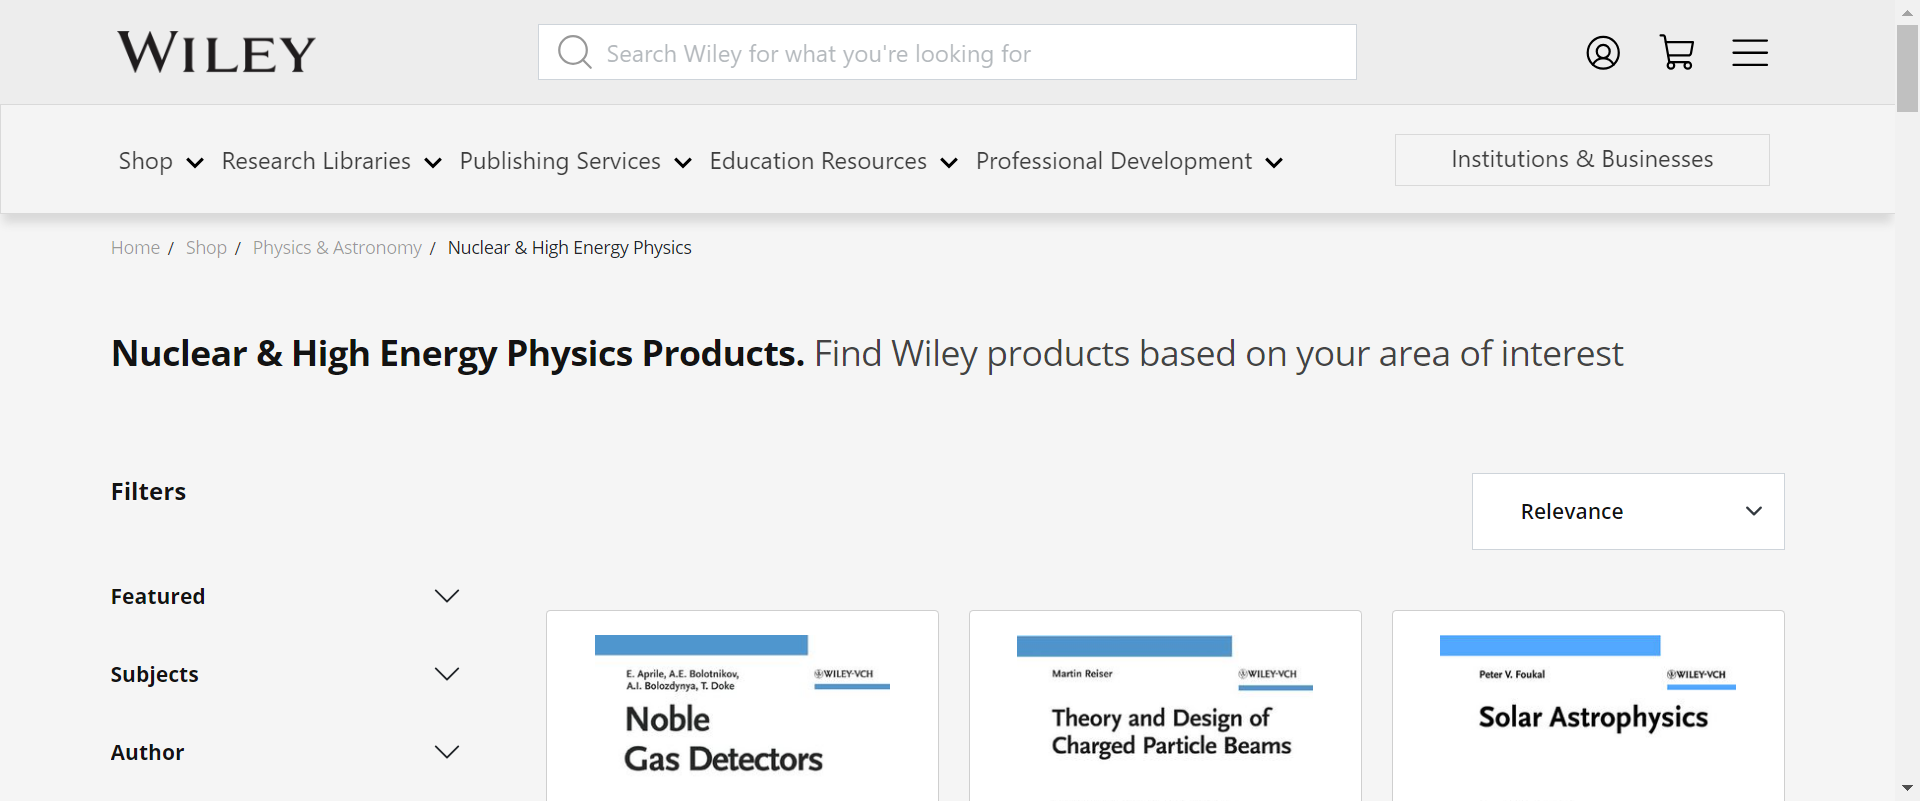 WILEY
Search Wiley for what you're looking for
Shop Research Libraries Publishing Services Education Resources Professional Development Institutions & Businesses
Home / Shop / Physics & Astronomy / Nuclear & High Energy Physics
Nuclear & High Energy Physics Products. Find Wiley products based on your area of interest
Filters
Relevance
Featured
Subjects
Author
E. Aprile, A.E. Bolotnikov,
A.I. Bolozdynya, T. Doke
WILEY-VCH
Noble
Gas Detectors
Martin Reiser
WILEY-VCH
Theory and Design of
Charged Particle Beams
Peter V. Foukal
WILEY-VCH
Solar Astrophysics